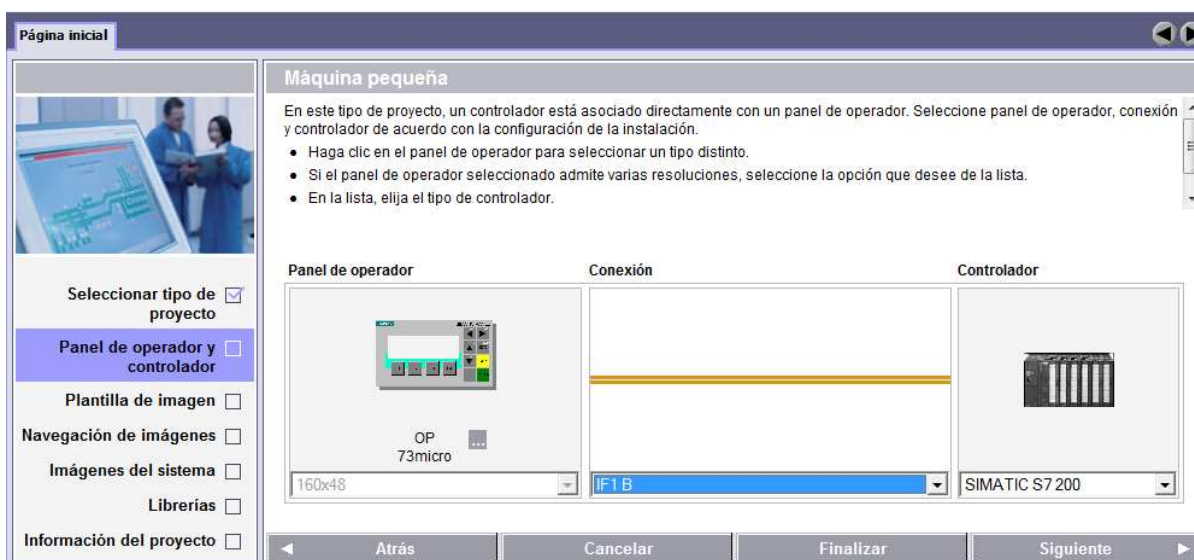 Página inicial
Máquina pequeña
En este tipo de proyecto, un controlador está asociado directamente con un panel de operador. Seleccione panel de operador, conexión
y controlador de acuerdo con la configuración de la instalación.
● Haga clic en el panel de operador para seleccionar un tipo distinto.
● Si el panel de operador seleccionado admite varias resoluciones, seleccione la opción que desee de la lista.
● En la lista, elija el tipo de controlador.
Seleccionar tipo de
proyecto
Panel de operador y
controlador
Plantilla de imagen
Navegación de imágenes
Imágenes del sistema
Librerías
Información del proyecto
Panel de operador
Conexión
Controlador
OP
73micro
...
160x48
IF1 B
SIMATIC S7 200
Atrás
Cancelar
Finalizar
Siguiente